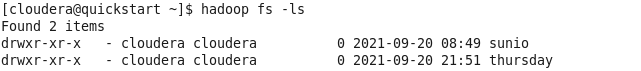 [cloudera@quickstart ~]$ hadoop fs -ls
Found 2 items
drwxr-xr-x   - cloudera cloudera          0 2021-09-20 08:49 sunio
drwxr-xr-x   - cloudera cloudera          0 2021-09-20 21:51 thursday